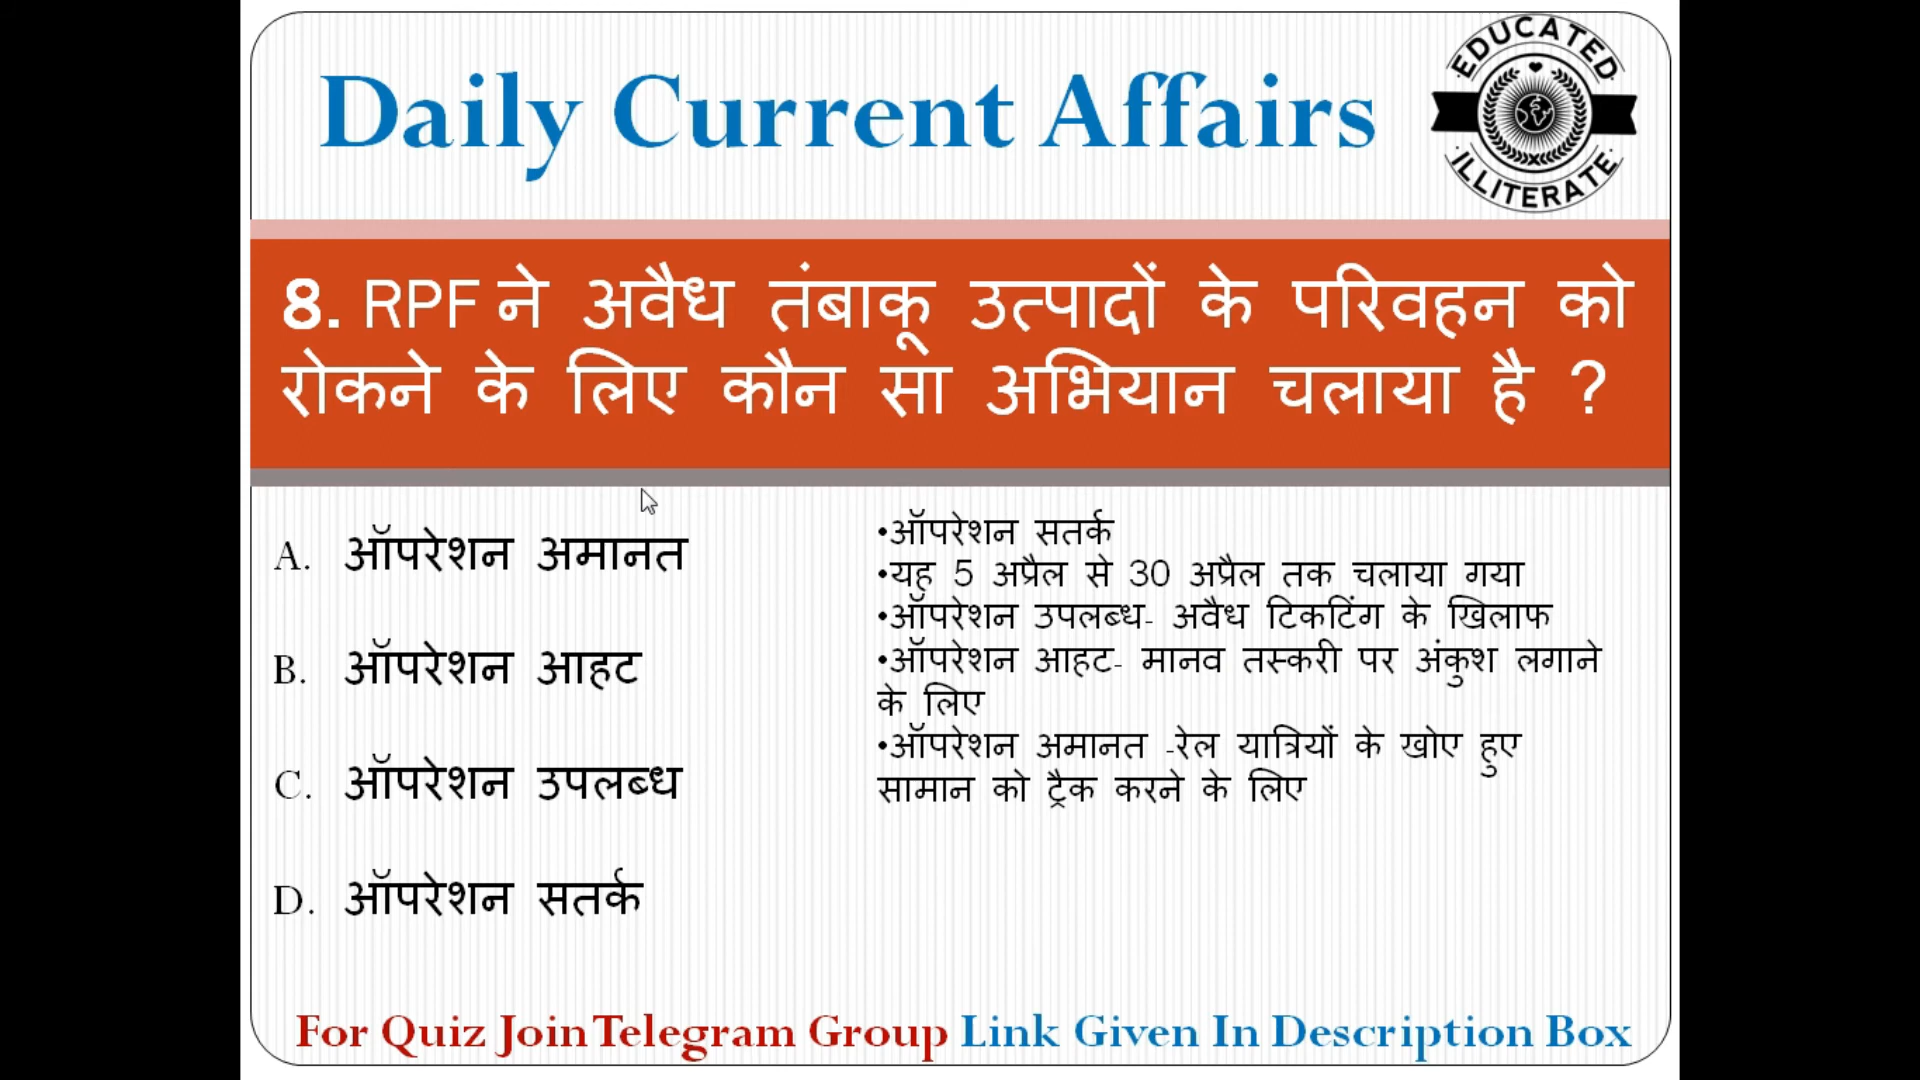 Daily Current Affairs
EDUCATED
ILLITERATE
8. RPF ने अवैध तंबाकू उत्पादों के परिवहन को
रोकने के लिए कौन सा अभियान चलाया है ?
A. ऑपरेशन अमानत
B. ऑपरेशन आहट
C. ऑपरेशन उपलब्ध
D. ऑपरेशन सतर्क
•ऑपरेशन सतर्क
•यह 5 अप्रैल से 30 अप्रैल तक चलाया गया
•ऑपरेशन उपलब्ध- अवैध टिकटिंग के खिलाफ
•ऑपरेशन आहट- मानव तस्करी पर अंकुश लगाने
के लिए
•ऑपरेशन अमानत -रेल यात्रियों के खोए हुए
सामान को ट्रैक करने के लिए
For Quiz Join Telegram Group Link Given In Description Box